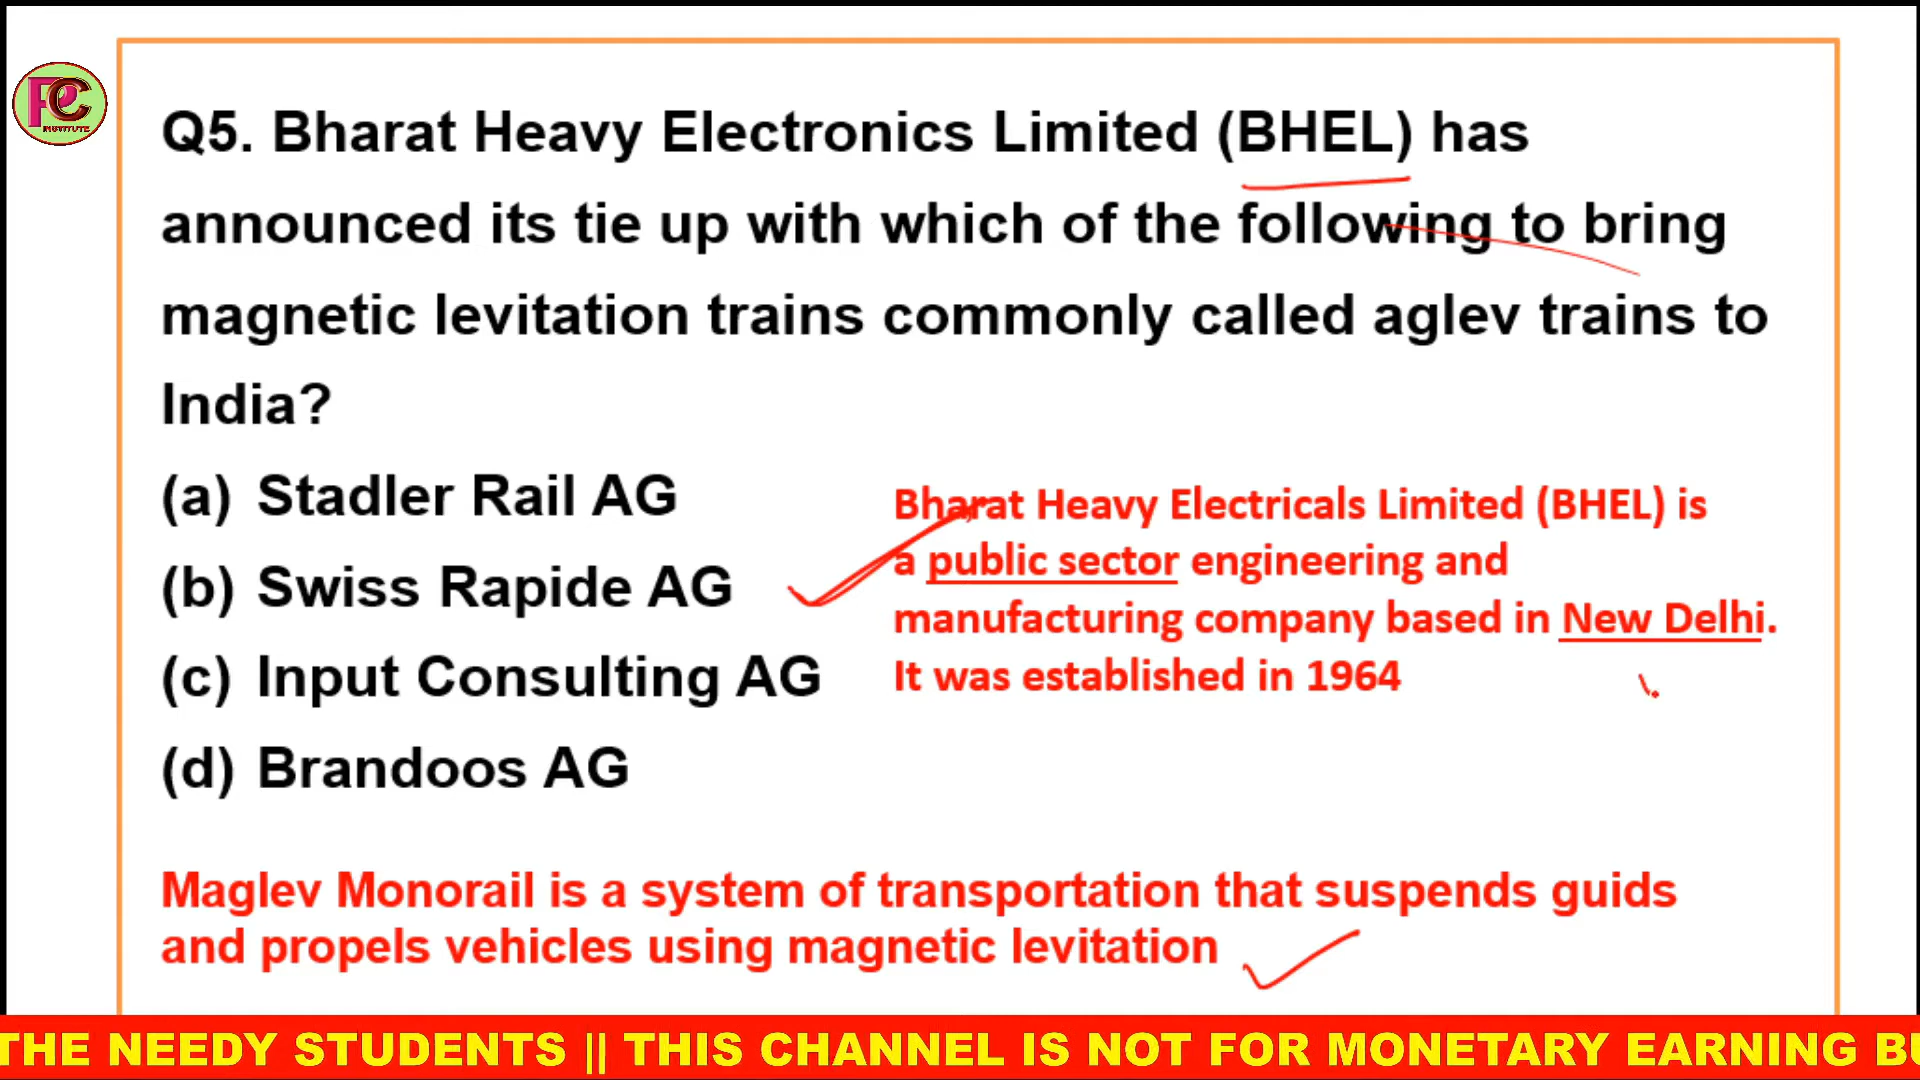 PC
INSTITUTE
Q5. Bharat Heavy Electronics Limited (BHEL) has
announced its tie up with which of the following to bring
magnetic levitation trains commonly called aglev trains to
India?
(a) Stadler Rail AG
(b) Swiss Rapide AG
(c) Input Consulting AG
(d) Brandoos AG
Bharat Heavy Electricals Limited (BHEL) is
a public sector engineering and
manufacturing company based in New Delhi.
It was established in 1964
Maglev Monorail is a system of transportation that suspends guids
and propels vehicles using magnetic levitation
THE NEEDY STUDENTS || THIS CHANNEL IS NOT FOR MONETARY EARNING BU